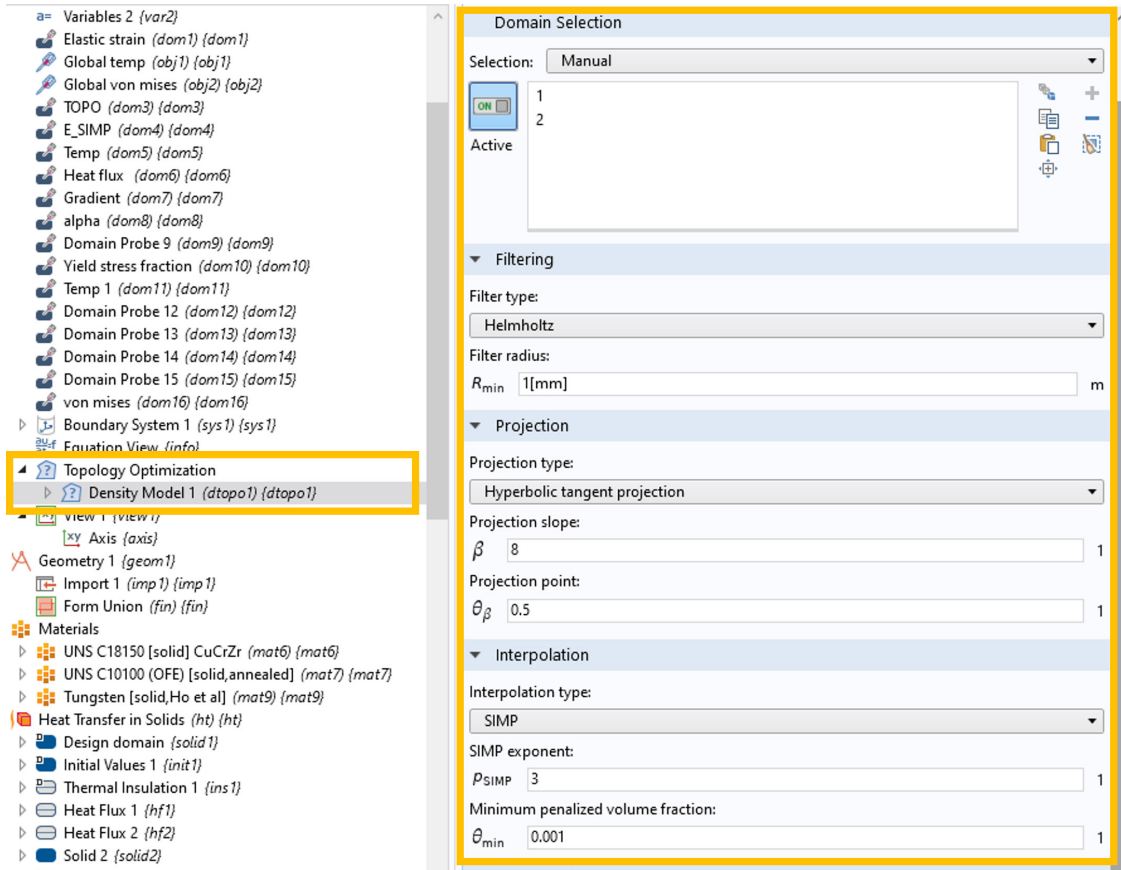 a= Variables 2 {var2}
Elastic strain (dom1) {dom1}
Global temp (obj1) {obj1}
Global von mises (obj2) {obj2}
TOPO (dom3) {dom3}
E_SIMP (dom4) {dom4}
Temp (dom5) {dom5}
Heat flux (dom6) {dom6}
Gradient (dom7) {dom7}
alpha (dom8) {dom8}
Domain Probe 9 (dom9) {dom9}
Yield stress fraction (dom10) {dom10}
Temp 1 (dom11) {dom11}
Domain Probe 12 (dom12) {dom12}
Domain Probe 13 (dom13) {dom13}
Domain Probe 14 (dom14) {dom14}
Domain Probe 15 (dom15) {dom15}
von mises (dom16) {dom16}
Boundary System 1 (sys1) {sys1}
Equation View {info}
Topology Optimization
Density Model 1 (dtopo1) {dtopo1}
View 1 {view1}
xy Axis {axis}
Geometry 1 {geom1}
Import 1 (imp1) {imp1}
Form Union (fin) {fin}
Materials
UNS C18150 [solid] CuCrZr (mat6) {mat6}
UNS C10100 (OFE) [solid,annealed] (mat7) {mat7}
Tungsten [solid,Ho et al] (mat9) {mat9}
Heat Transfer in Solids (ht) {ht}
Design domain {solid1}
Initial Values 1 {init1}
Thermal Insulation 1 {ins1}
Heat Flux 1 {hf1}
Heat Flux 2 {hf2}
Solid 2 {solid2}
Domain Selection
Selection: Manual
ON
1
2
Active
Filtering
Filter type:
Helmholtz
Filter radius:
Rmin 1[mm] m
Projection
Projection type:
Hyperbolic tangent projection
Projection slope:
β 8 1
Projection point:
θβ 0.5 1
Interpolation
Interpolation type:
SIMP
SIMP exponent:
pSIMP 3 1
Minimum penalized volume fraction:
θmin 0.001 1